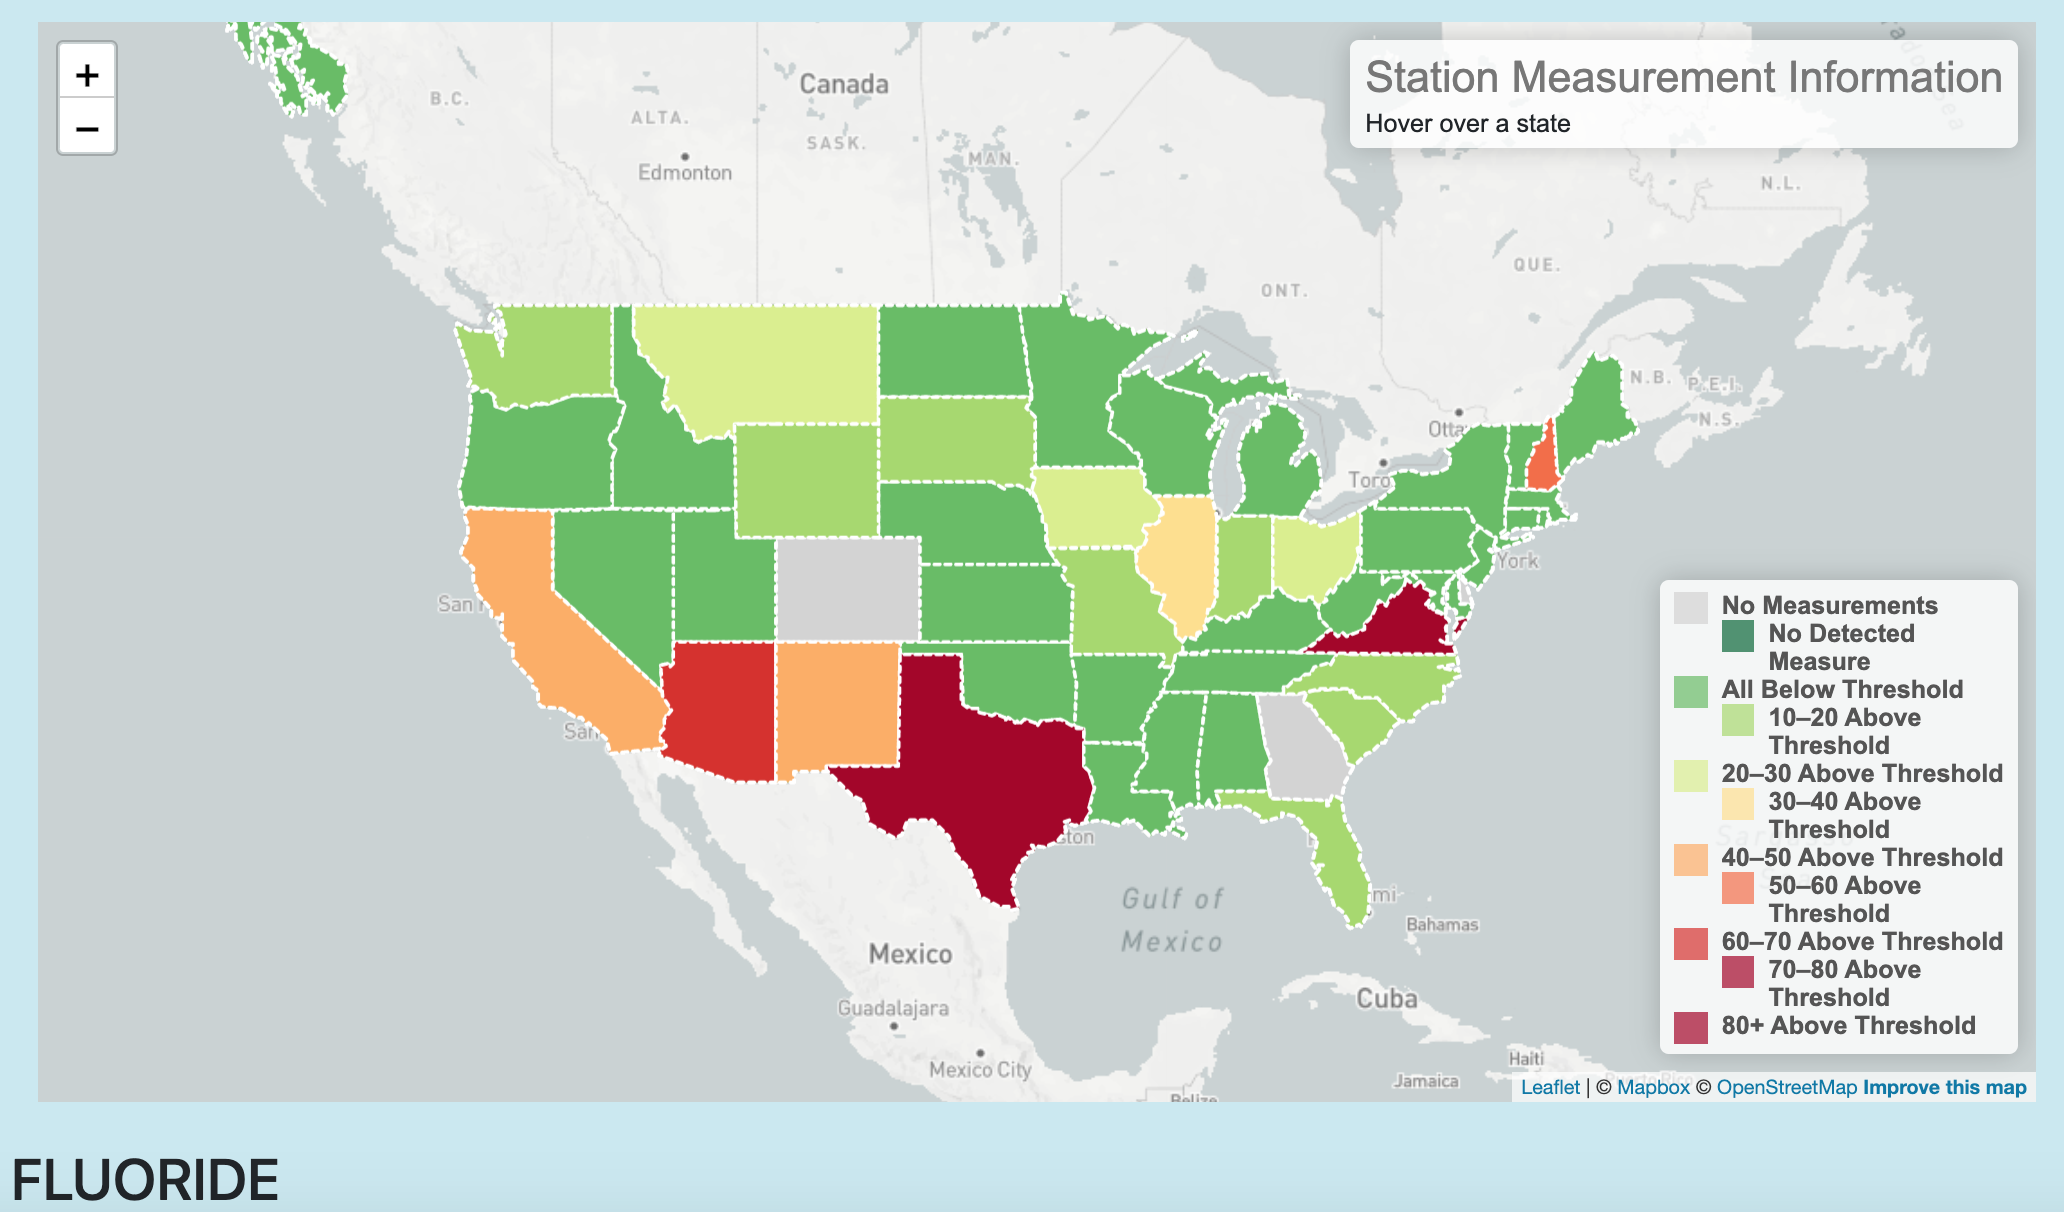 +
−
Station Measurement Information
Hover over a state
Canada
B.C.
ALTA.
SASK.
MAN.
Edmonton
N.L.
QUE.
ONT.
N.B.
P.E.I.
N.S.
Otta
Toro
York
San
San
ston
mi-
Gulf of
Mexico
Bahamas
Mexico
Guadalajara
Mexico City
Cuba
Haiti
Jamaica
Puerto Rico
Belize
No Measurements
No Detected
Measure
All Below Threshold
10–20 Above
Threshold
20–30 Above Threshold
30–40 Above
Threshold
40–50 Above Threshold
50–60 Above
Threshold
60–70 Above Threshold
70–80 Above
Threshold
80+ Above Threshold
Leaflet | © Mapbox © OpenStreetMap Improve this map
FLUORIDE